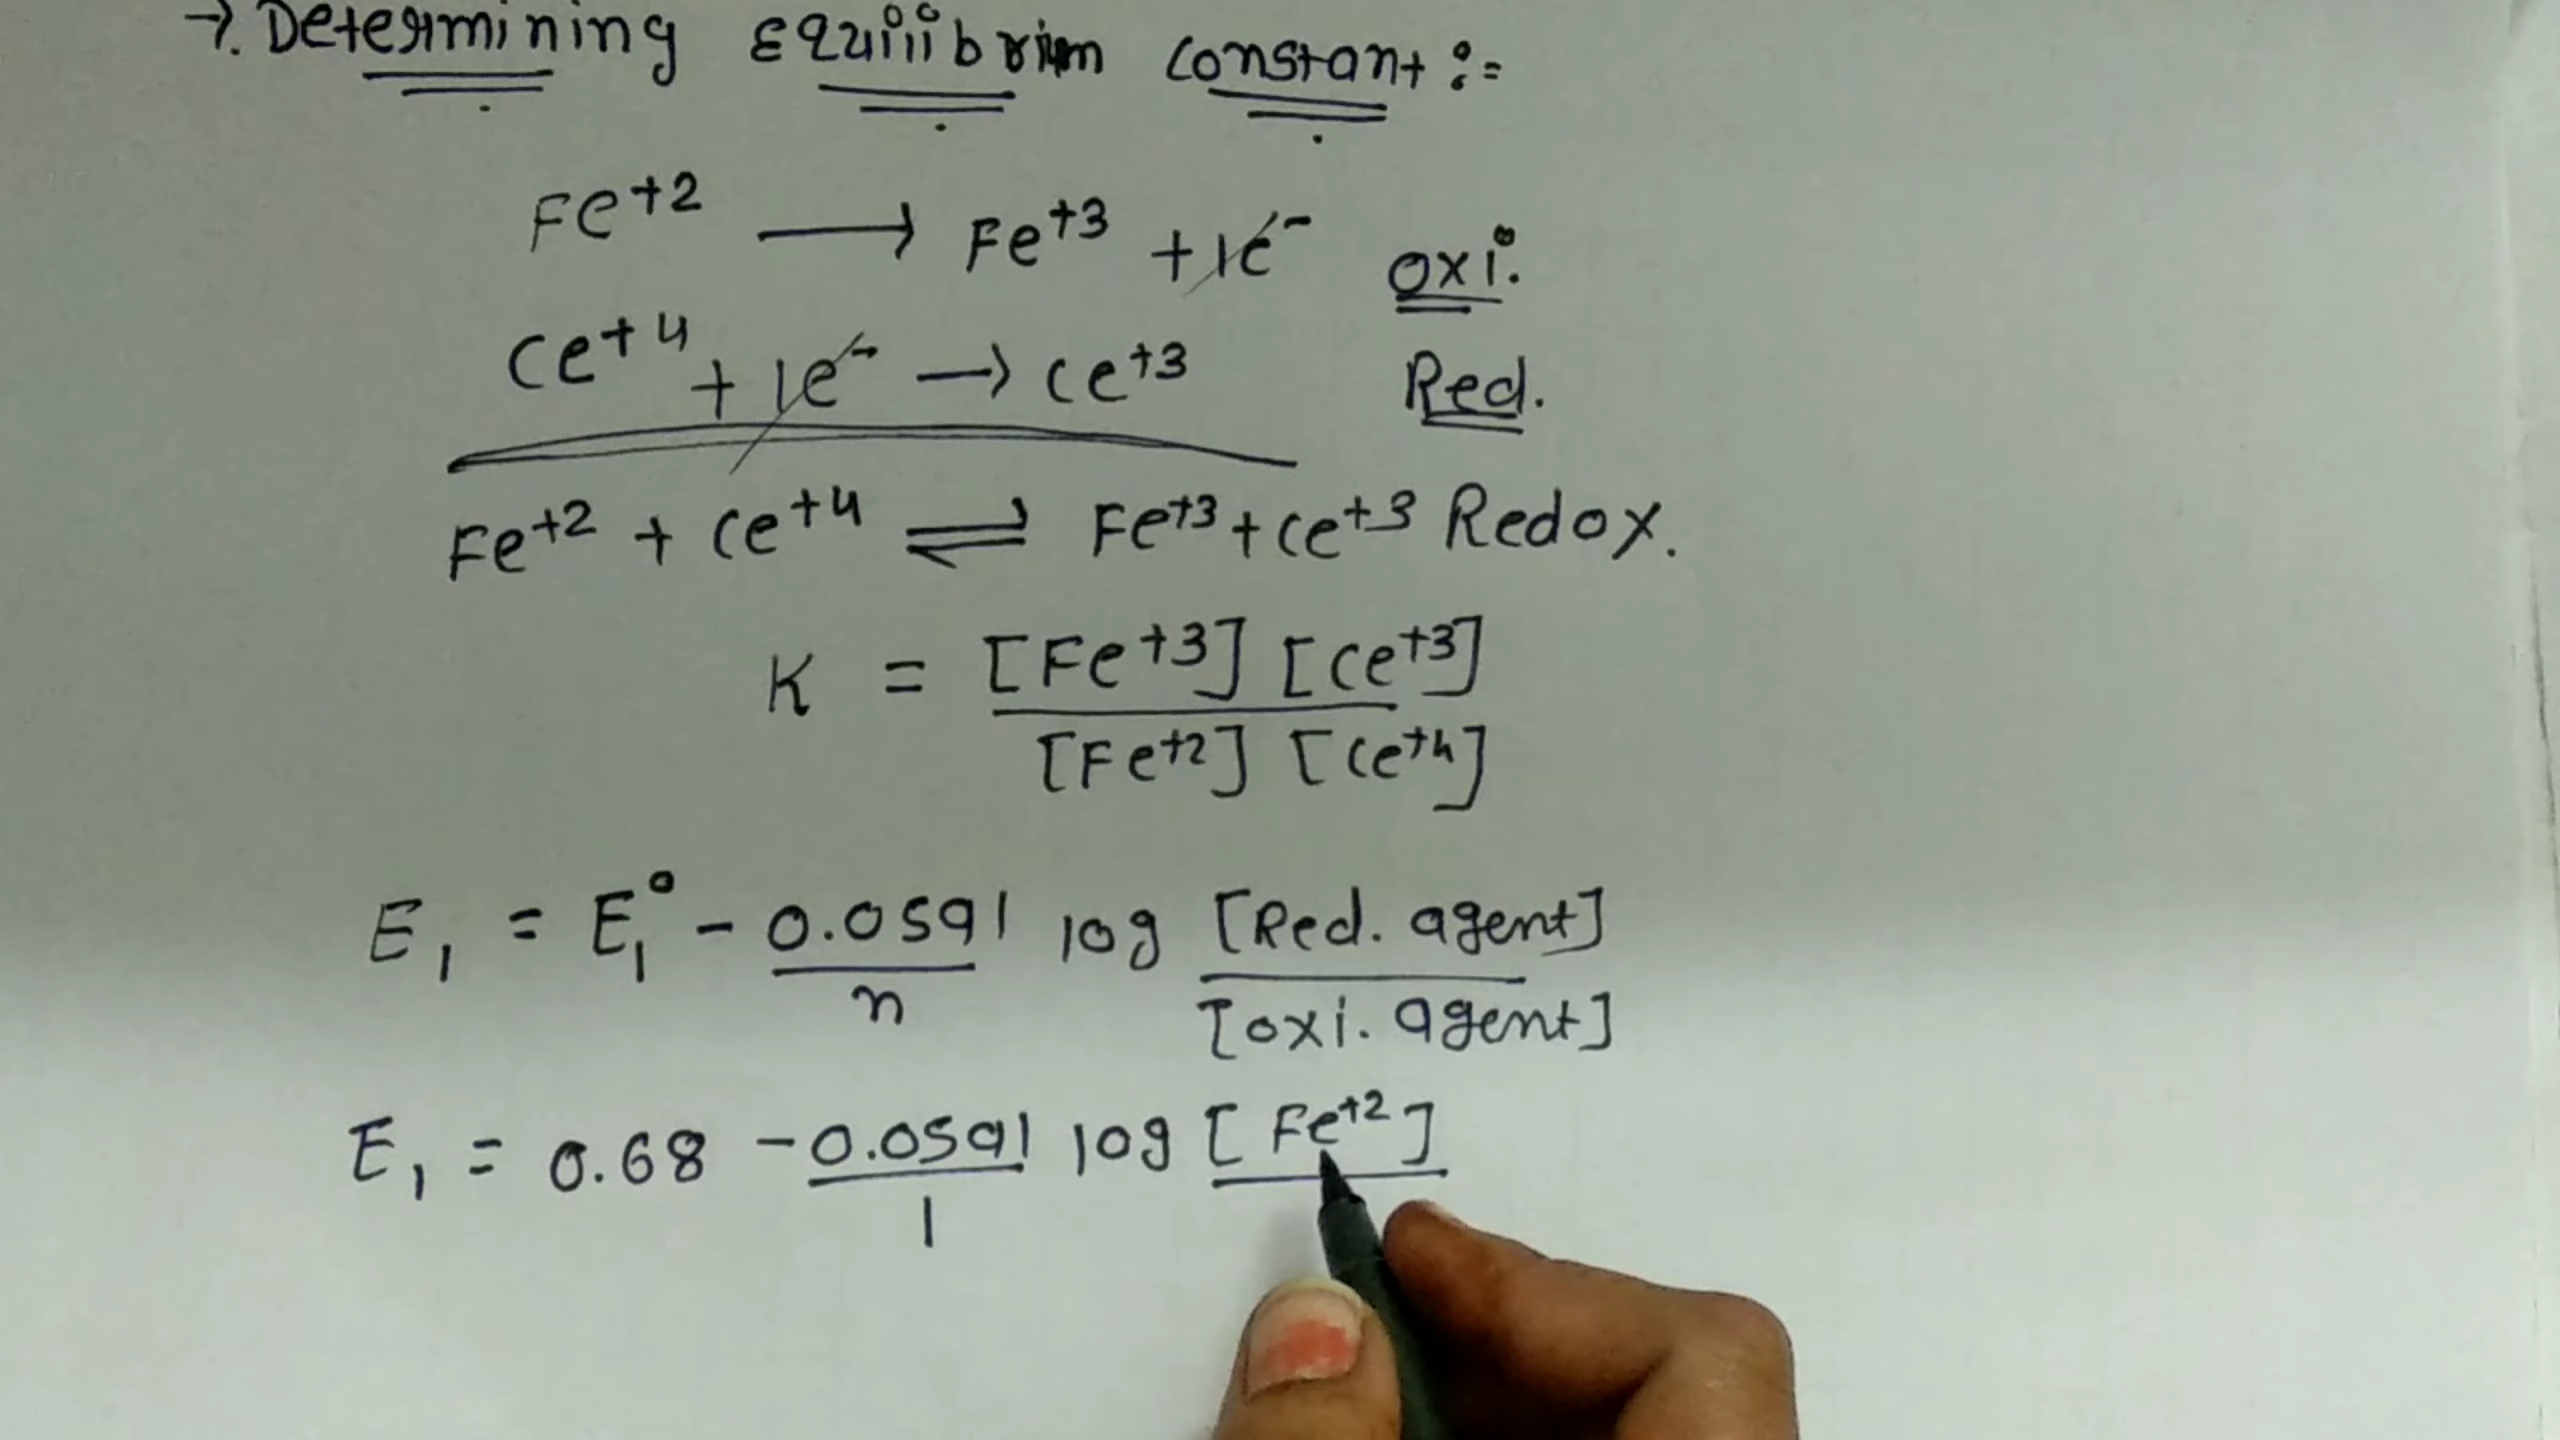 →. Determining Equilibrium constant :=
Fe+2 → Fe+3 + 1e- oxi.
Ce+4 + 1e- → Ce+3 Red.
Fe+2 + Ce+4 ⇌ Fe+3 + Ce+3 Redox.
K = [Fe+3] [Ce+3]
[Fe+2] [Ce+4]
E1 = E1° - 0.0591 log [Red. agent]
n [oxi. agent]
E1 = 0.68 - 0.0591 log [Fe+2]
1